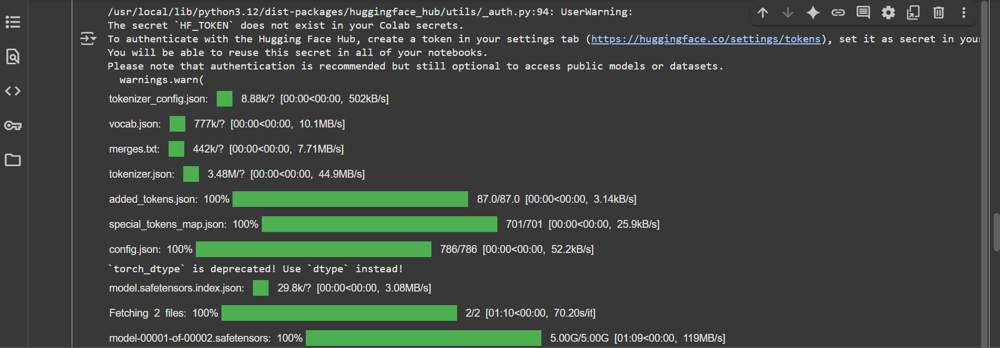 /usr/local/lib/python3.12/dist-packages/huggingface_hub/utils/_auth.py:94: UserWarning:
The secret `HF_TOKEN` does not exist in your Colab secrets.
To authenticate with the Hugging Face Hub, create a token in your settings tab (https://huggingface.co/settings/tokens), set it as secret in your
You will be able to reuse this secret in all of your notebooks.
Please note that authentication is recommended but still optional to access public models or datasets.
  warnings.warn(
tokenizer_config.json: 8.88k/? [00:00<00:00, 502kB/s]
vocab.json: 777k/? [00:00<00:00, 10.1MB/s]
merges.txt: 442k/? [00:00<00:00, 7.71MB/s]
tokenizer.json: 3.48M/? [00:00<00:00, 44.9MB/s]
added_tokens.json: 100% 87.0/87.0 [00:00<00:00, 3.14kB/s]
special_tokens_map.json: 100% 701/701 [00:00<00:00, 25.9kB/s]
config.json: 100% 786/786 [00:00<00:00, 52.2kB/s]
`torch_dtype` is deprecated! Use `dtype` instead!
model.safetensors.index.json: 29.8k/? [00:00<00:00, 3.08MB/s]
Fetching 2 files: 100% 2/2 [01:10<00:00, 70.20s/it]
model-00001-of-00002.safetensors: 100% 5.00G/5.00G [01:09<00:00, 119MB/s]